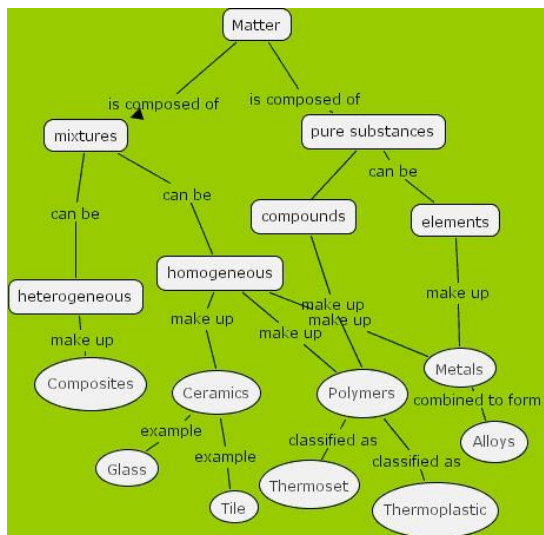 Matter
is composed of
is composed of
mixtures
pure substances
can be
can be
can be
compounds
elements
heterogeneous
homogeneous
make up
make up
make up
make up
make up
make up
Composites
Ceramics
Polymers
Metals
combined to form
example
example
classified as
classified as
Alloys
Glass
Tile
Thermoset
Thermoplastic